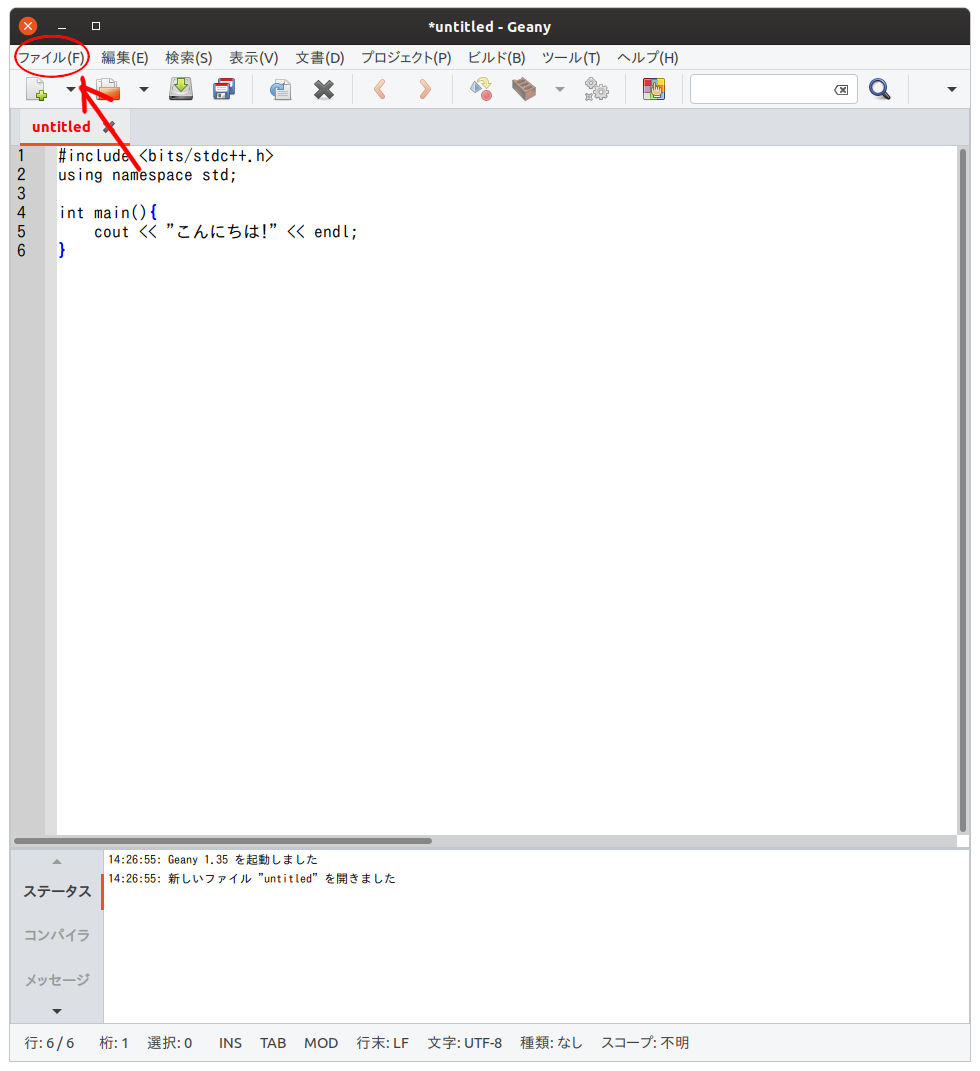 *untitled - Geany
ファイル(F) 編集(E) 検索(S) 表示(V) 文書(D) プロジェクト(P) ビルド(B) ツール(T) ヘルプ(H)
untitled
1 #include <bits/stdc++.h>
2 using namespace std;
3
4 int main(){
5 cout << "こんにちは!" << endl;
6 }
ステータス
コンパイラ
メッセージ
14:26:55: Geany 1.35 を起動しました
14:26:55: 新しいファイル "untitled" を開きました
行: 6 / 6 桁: 1 選択: 0 INS TAB MOD 行末: LF 文字: UTF-8 種類: なし スコープ: 不明